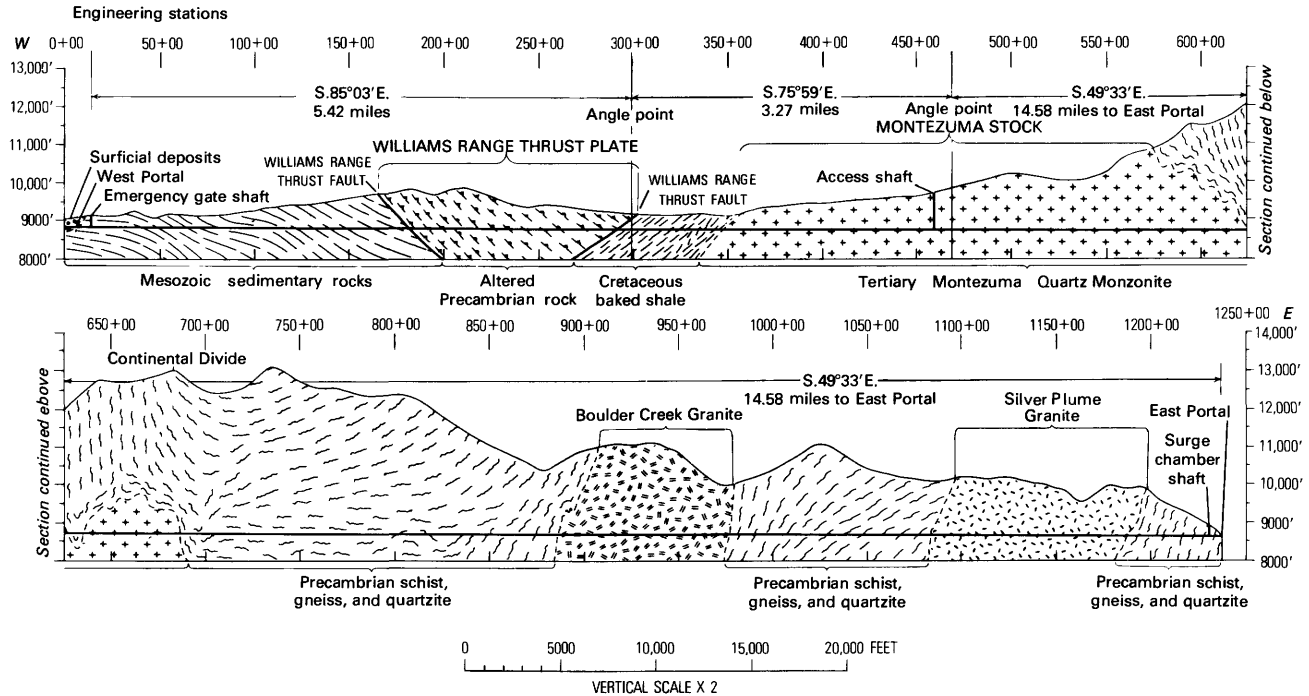 Engineering stations
W 0+00 50+00 100+00 150+00 200+00 250+00 300+00 350+00 400+00 450+00 500+00 550+00 600+00
13,000'
12,000'
11,000'
10,000'
9000'
8000'
S.85°03'E.
5.42 miles
Angle point
S.75°59'E.
3.27 miles
Angle point
S.49°33'E.
14.58 miles to East Portal
MONTEZUMA STOCK
WILLIAMS RANGE THRUST PLATE
Surficial deposits
West Portal
Emergency gate shaft
WILLIAMS RANGE
THRUST FAULT
WILLIAMS RANGE
THRUST FAULT
Access shaft
Section continued below
Mesozoic sedimentary rocks
Altered
Precambrian rock
Cretaceous
baked shale
Tertiary Montezuma Quartz Monzonite
650+00 700+00 750+00 800+00 850+00 900+00 950+00 1000+00 1050+00 1100+00 1150+00 1200+00 1250+00 E
14,000'
13,000'
12,000'
11,000'
10,000'
9000'
8000'
Section continued above
Continental Divide
S.49°33'E.
14.58 miles to East Portal
Boulder Creek Granite
Silver Plume
Granite
East Portal
Surge
chamber
shaft
Precambrian schist,
gneiss, and quartzite
Precambrian schist,
gneiss, and quartzite
Precambrian schist,
gneiss, and quartzite
0 5000 10,000 15,000 20,000 FEET
VERTICAL SCALE X 2